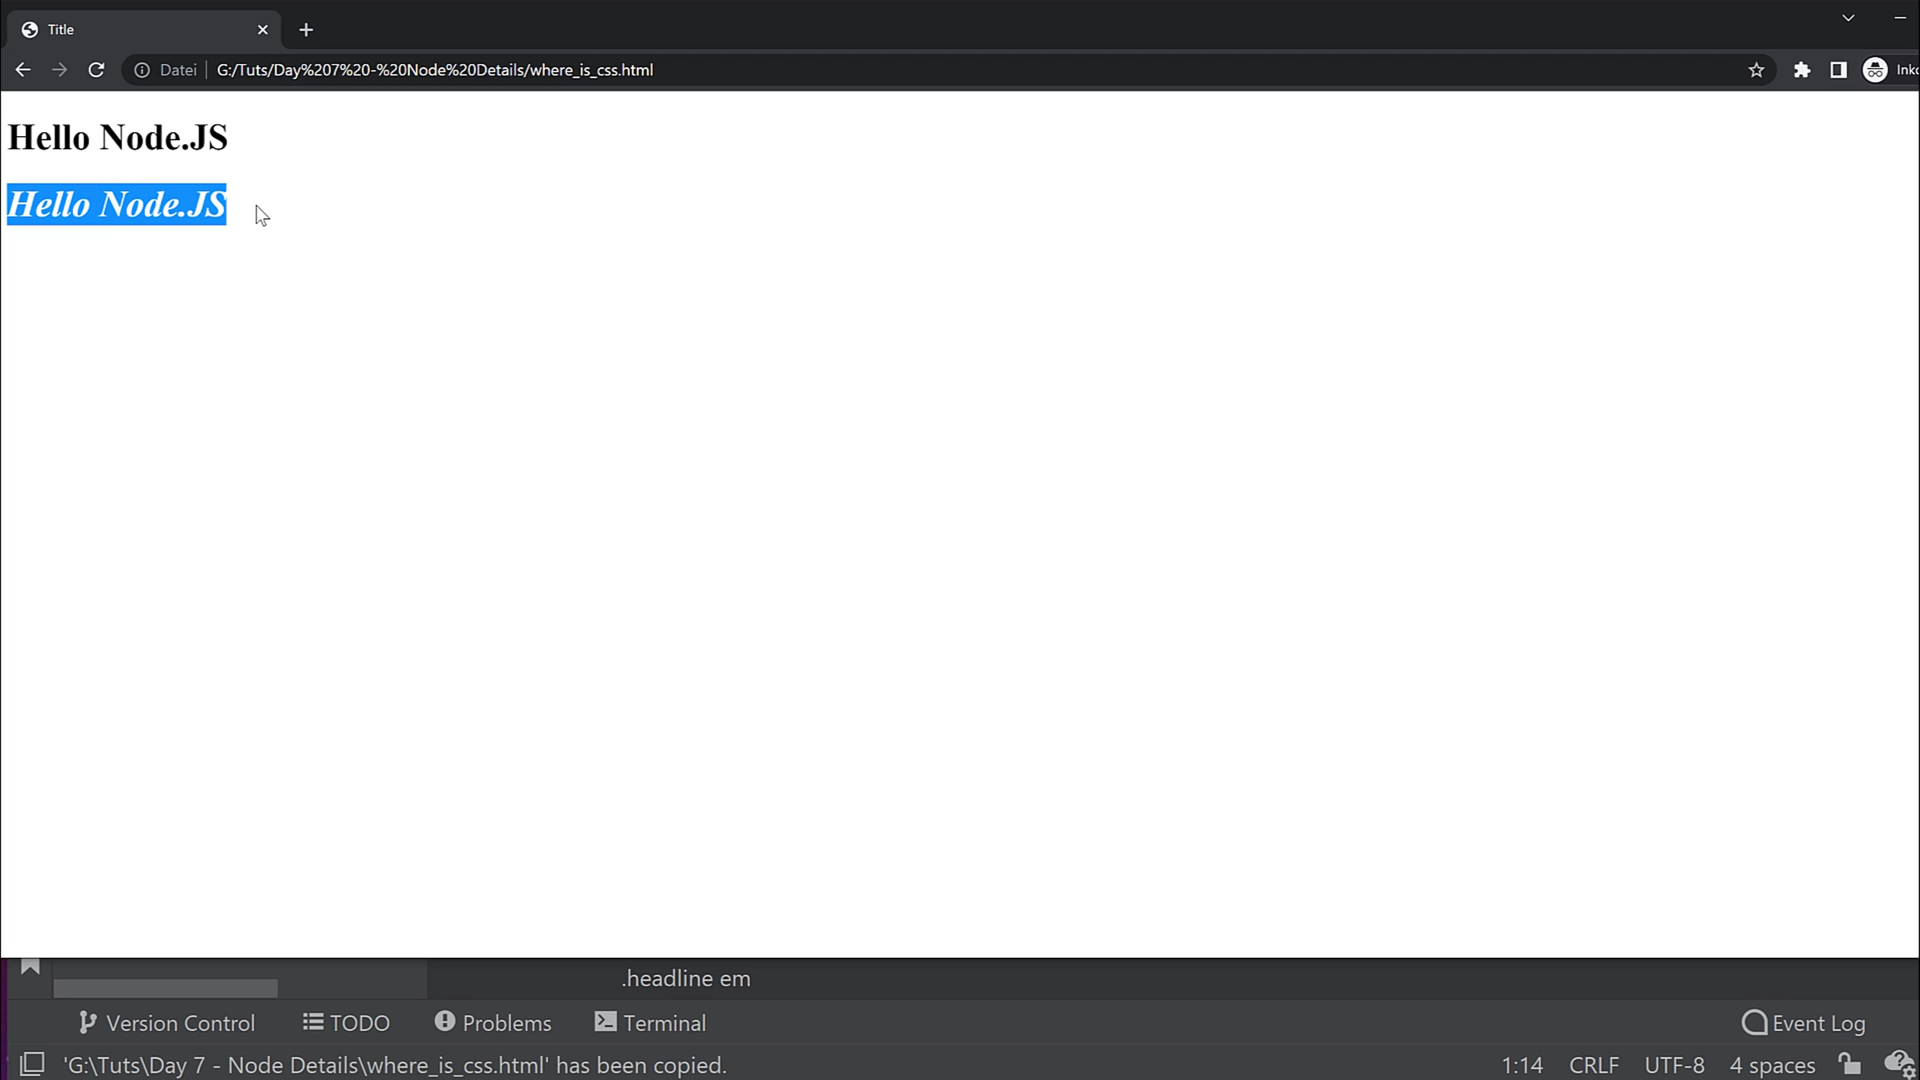 Title
Datei G:/Tuts/Day%207%20-%20Node%20Details/where_is_css.html
Hello Node.JS
Hello Node.JS
.headline em
Version Control TODO Problems Terminal Event Log
'G:\Tuts\Day 7 - Node Details\where_is_css.html' has been copied. 1:14 CRLF UTF-8 4 spaces